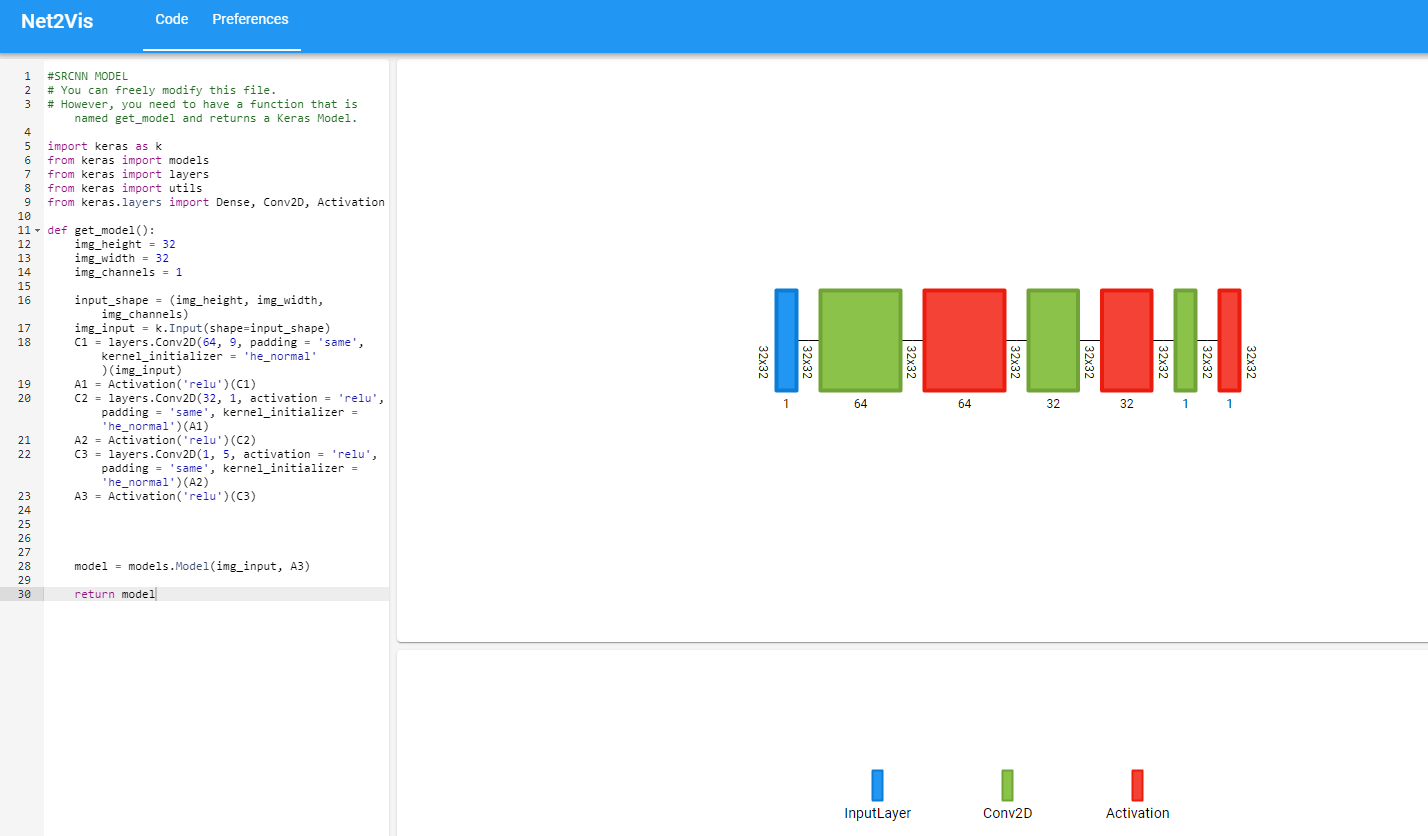 Net2Vis
Code
Preferences
1 #SRCNN MODEL
2 # You can freely modify this file.
3 # However, you need to have a function that is
named get_model and returns a Keras Model.
4
5 import keras as k
6 from keras import models
7 from keras import layers
8 from keras import utils
9 from keras.layers import Dense, Conv2D, Activation
10
11 def get_model():
12 img_height = 32
13 img_width = 32
14 img_channels = 1
15
16 input_shape = (img_height, img_width,
img_channels)
17 img_input = k.Input(shape=input_shape)
18 C1 = layers.Conv2D(64, 9, padding = 'same',
kernel_initializer = 'he_normal'
)(img_input)
19 A1 = Activation('relu')(C1)
20 C2 = layers.Conv2D(32, 1, activation = 'relu',
padding = 'same', kernel_initializer =
'he_normal')(A1)
21 A2 = Activation('relu')(C2)
22 C3 = layers.Conv2D(1, 5, activation = 'relu',
padding = 'same', kernel_initializer =
'he_normal')(A2)
23 A3 = Activation('relu')(C3)
24
25
26
27
28 model = models.Model(img_input, A3)
29
30 return model
32x32
32x32
32x32
32x32
32x32
32x32
32x32
32x32
1
64
64
32
32
1
1
InputLayer
Conv2D
Activation